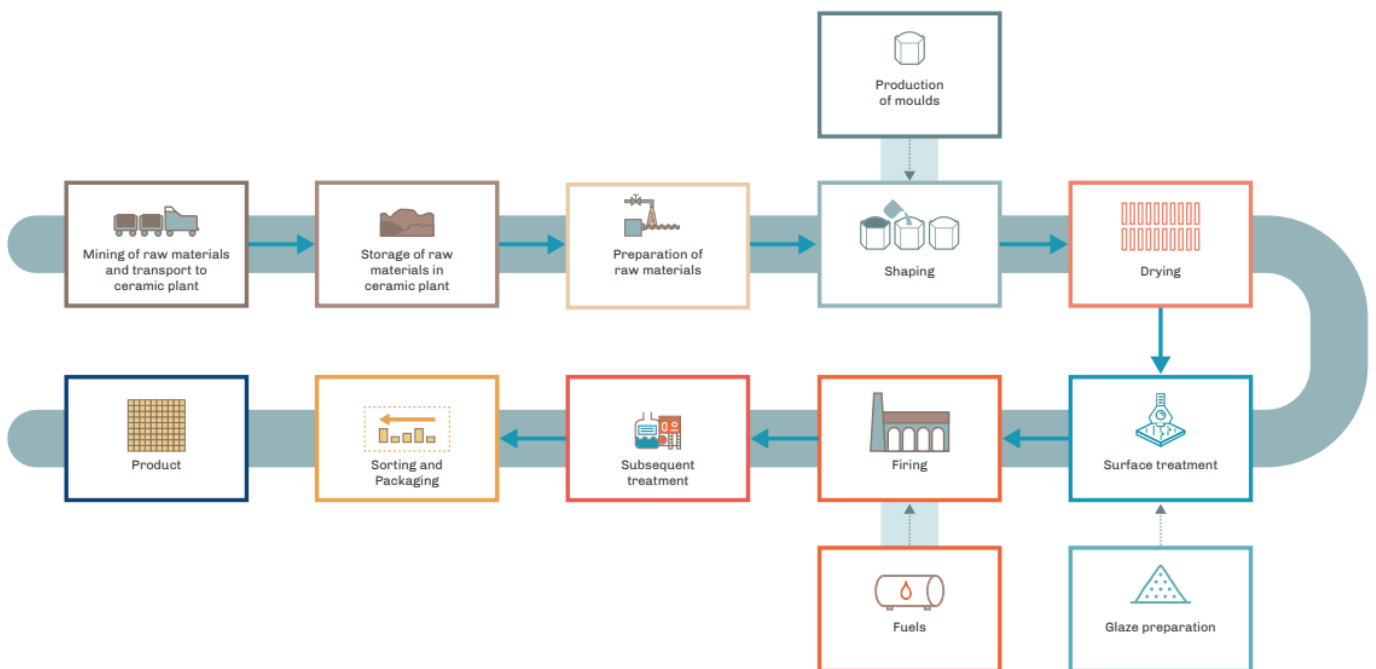 Production
of moulds
Mining of raw materials
and transport to
ceramic plant
Storage of raw
materials in
ceramic plant
Preparation of
raw materials
Shaping
Drying
Product
Sorting and
Packaging
Subsequent
treatment
Firing
Surface treatment
Fuels
Glaze preparation